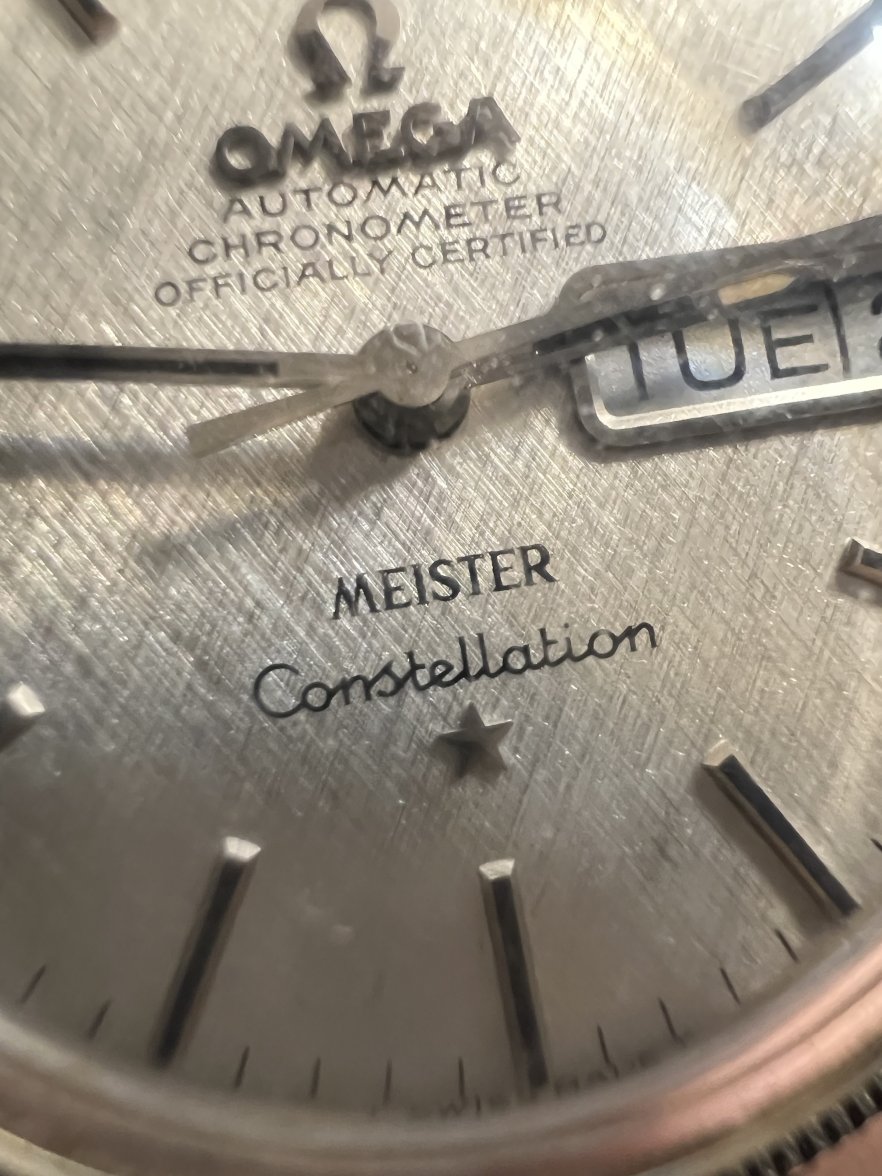 Ω
OMEGA
AUTOMATIC
CHRONOMETER
OFFICIALLY CERTIFIED
TUE
MEISTER
Constellation